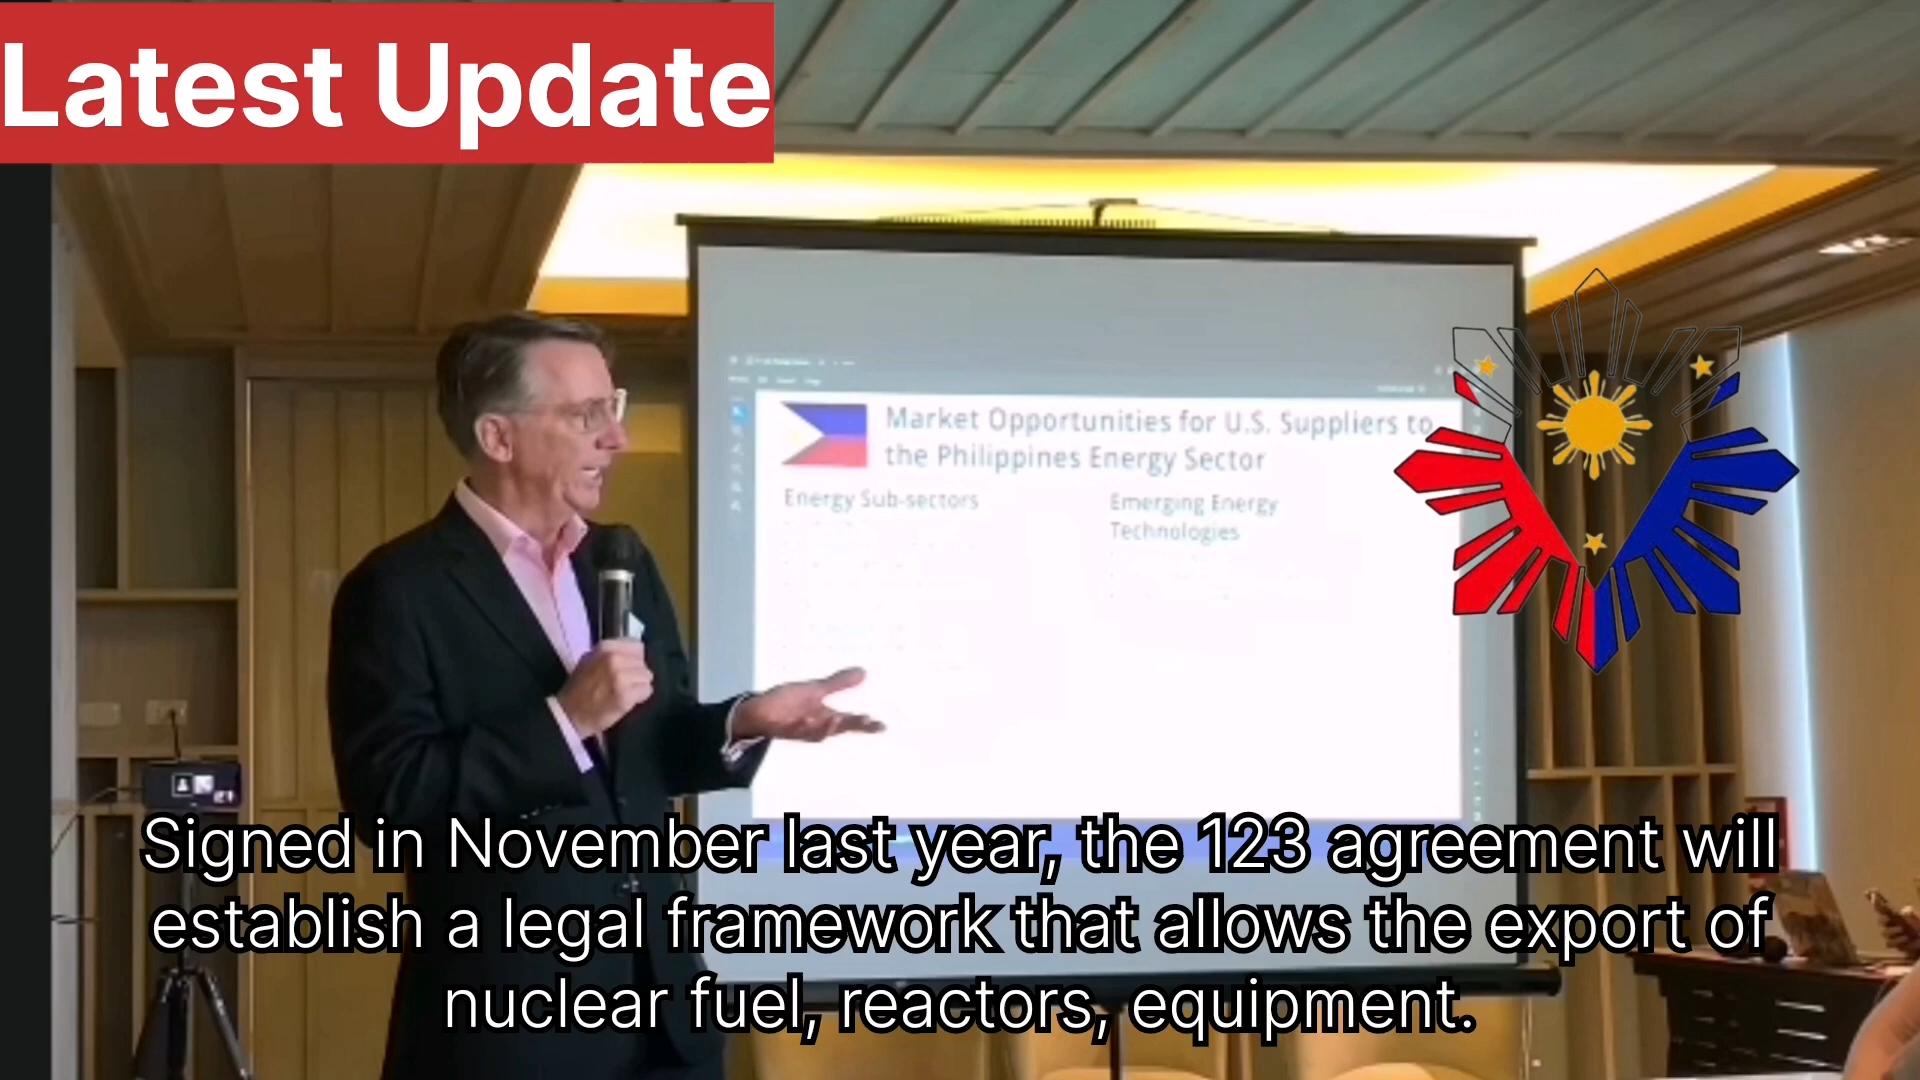 Latest Update
Market Opportunities for U.S. Suppliers to
the Philippines Energy Sector
Energy Sub-sectors
Emerging Energy
Technologies
Signed in November last year, the 123 agreement will
establish a legal framework that allows the export of
nuclear fuel, reactors, equipment.